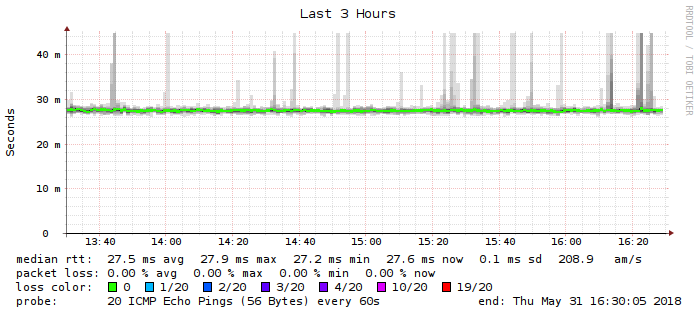 Last 3 Hours
RRDTOOL / TOBI OETIKER
Seconds
40 m
30 m
20 m
10 m
0
13:40 14:00 14:20 14:40 15:00 15:20 15:40 16:00 16:20
median rtt: 27.5 ms avg 27.9 ms max 27.2 ms min 27.6 ms now 0.1 ms sd 208.9 am/s
packet loss: 0.00 % avg 0.00 % max 0.00 % min 0.00 % now
loss color: 0 1/20 2/20 3/20 4/20 10/20 19/20
probe: 20 ICMP Echo Pings (56 Bytes) every 60s end: Thu May 31 16:30:05 2018